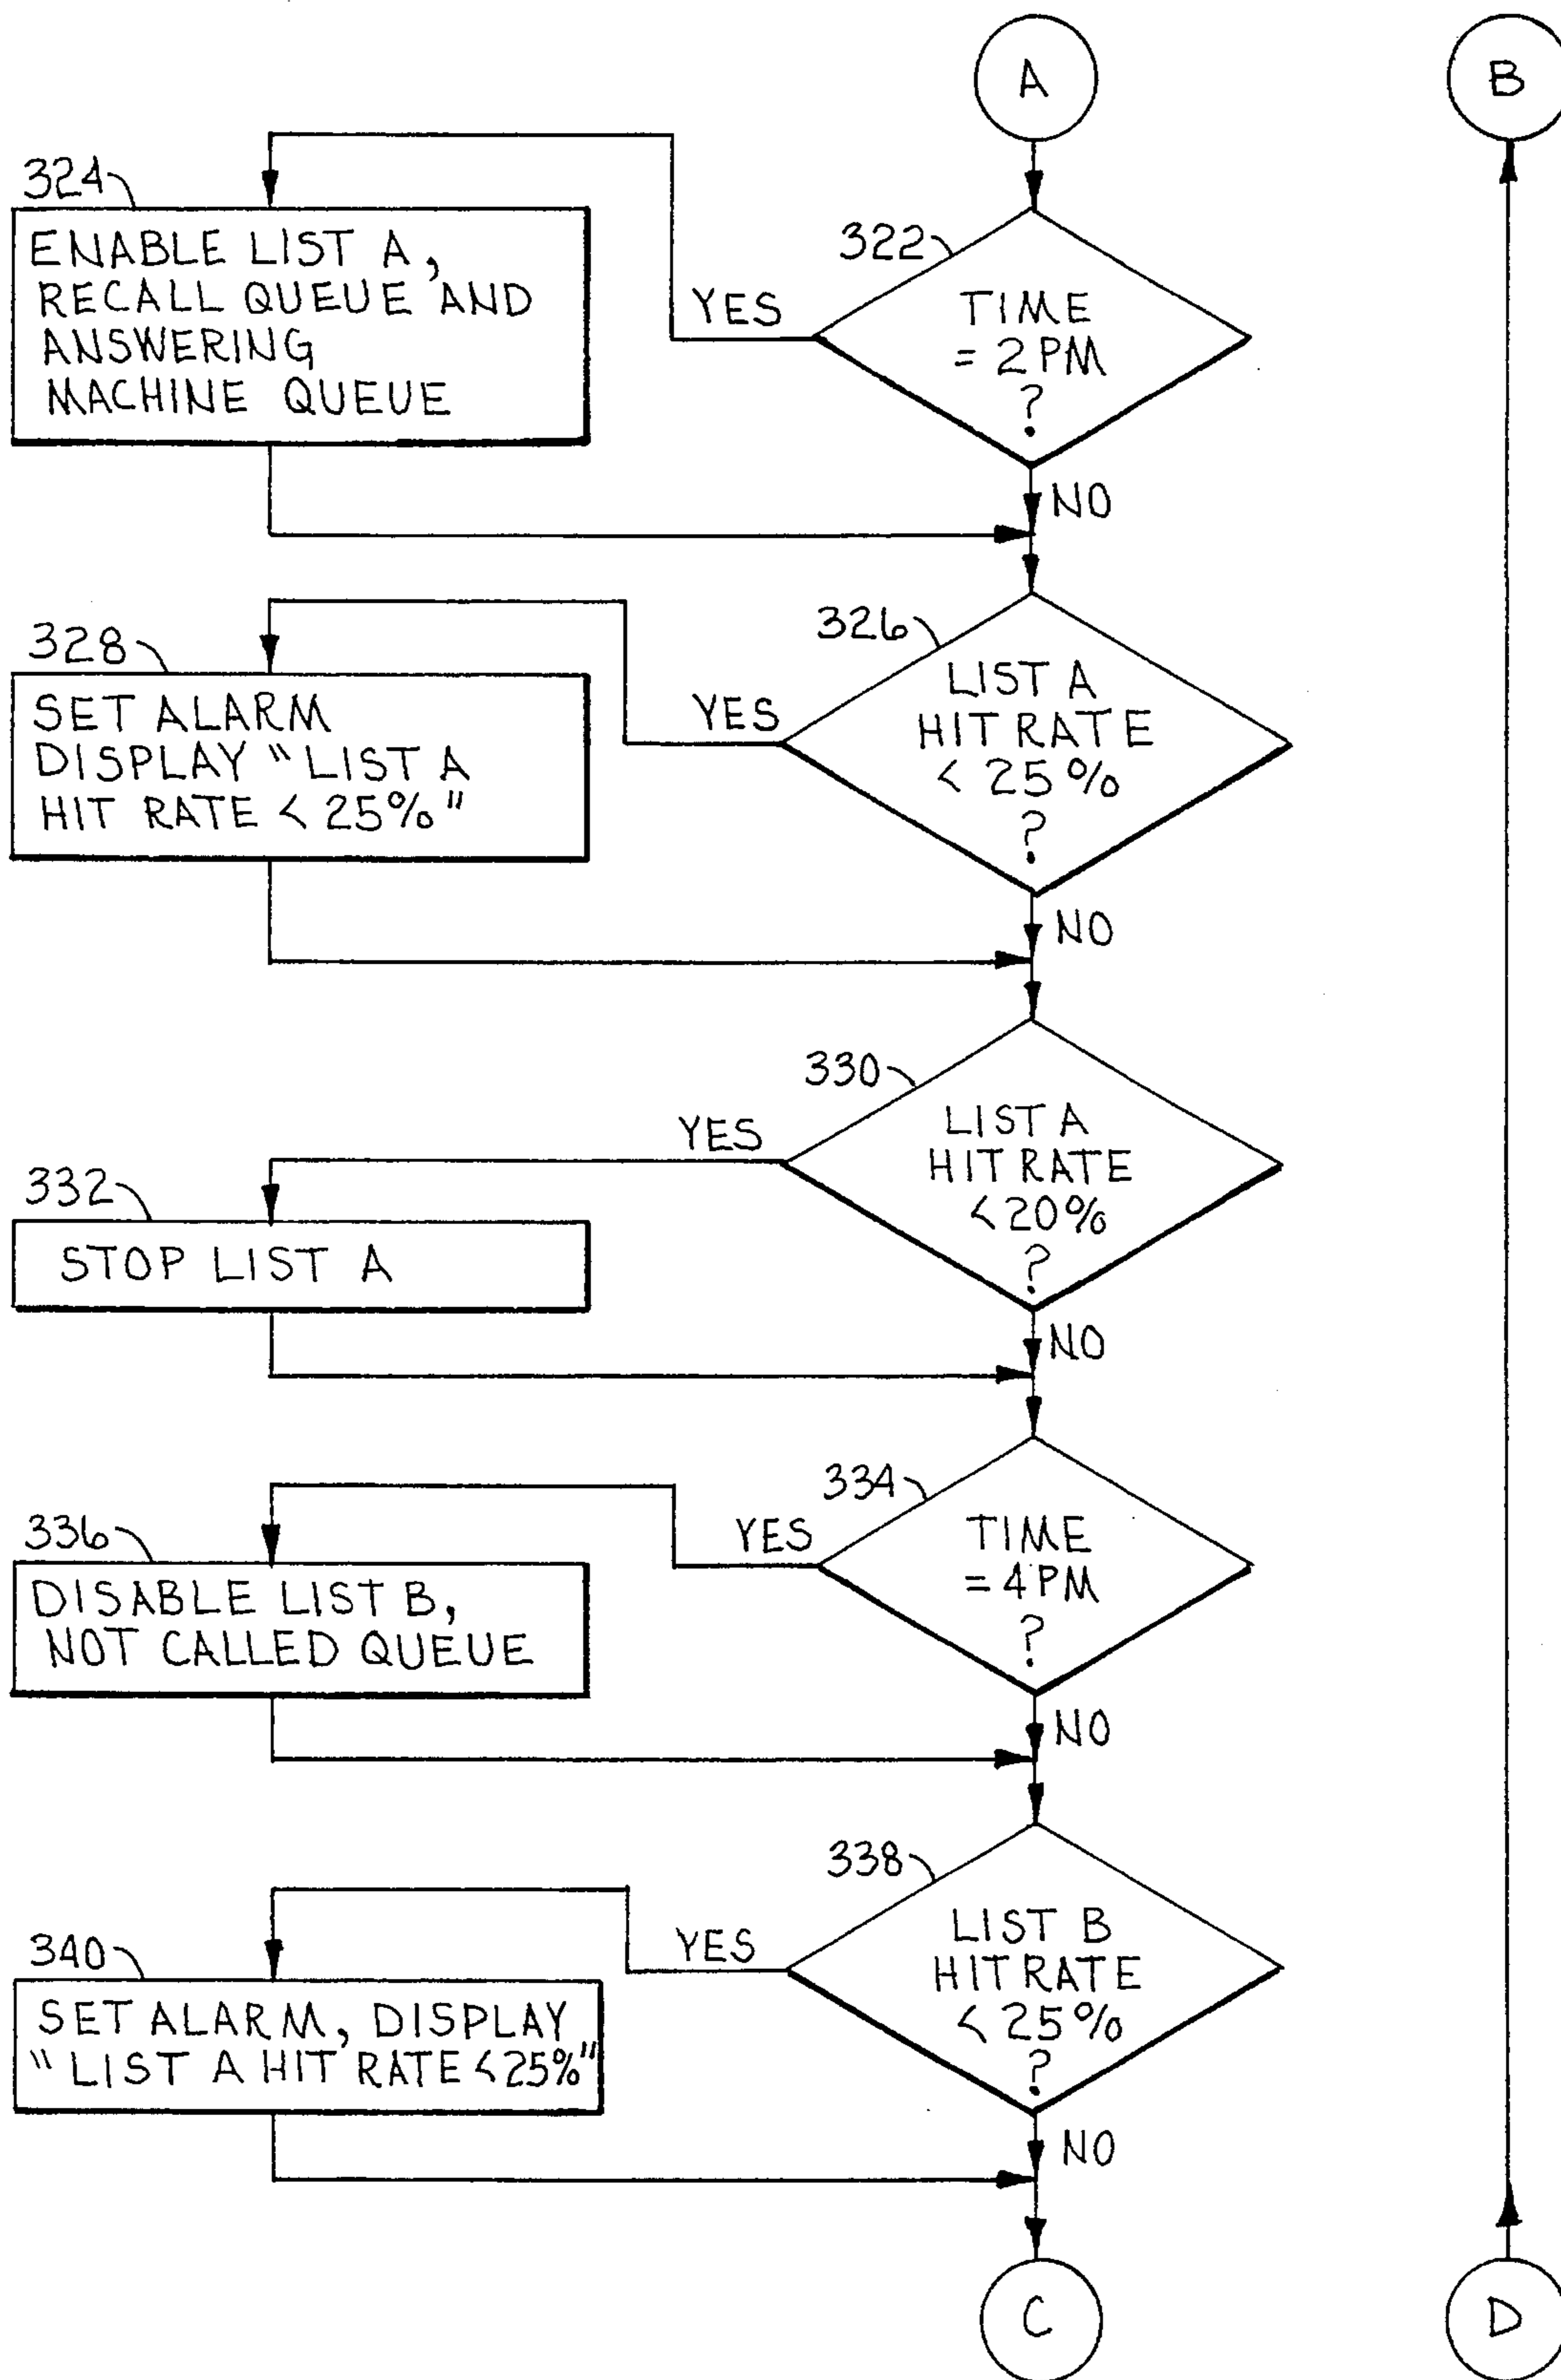 A
B
324
ENABLE LIST A,
RECALL QUEUE AND
ANSWERING
MACHINE QUEUE
322
YES
TIME
= 2 PM
?
NO
328
SET ALARM
DISPLAY "LIST A
HIT RATE < 25%"
326
YES
LIST A
HIT RATE
< 25%
?
NO
330
YES
LIST A
HIT RATE
<20%
?
332
STOP LIST A
NO
334
YES
TIME
= 4 PM
?
336
DISABLE LIST B,
NOT CALLED QUEUE
NO
338
YES
LIST B
HIT RATE
< 25%
?
340
SET ALARM, DISPLAY
"LIST A HIT RATE <25%"
NO
C
D